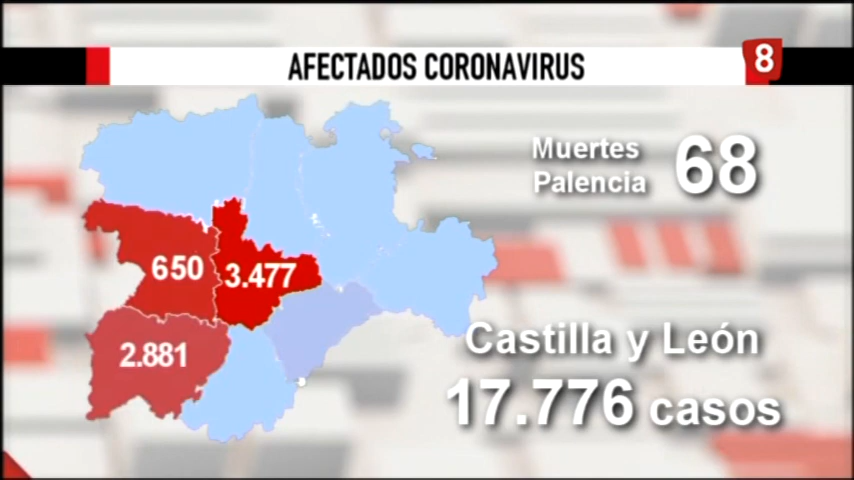 AFECTADOS CORONAVIRUS
8
Muertes
Palencia
68
650
3.477
2.881
Castilla y León
17.776 casos